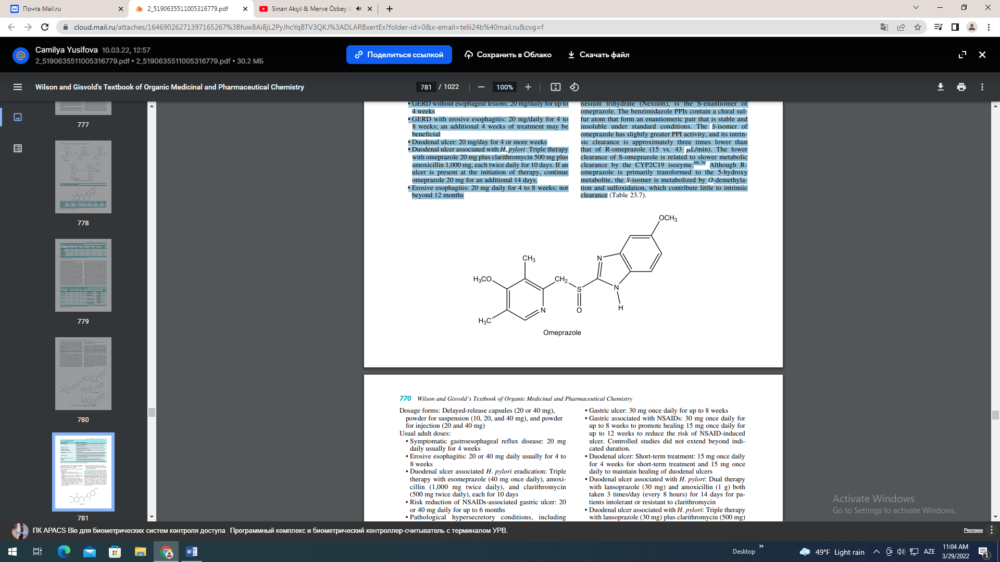 Почта Mail.ru
2_5190635511005316779.pdf
Sinan Akçıl & Merve Özbey
cloud.mail.ru/attaches/16469026271397165267%3Bfuw8Ai8jL2PyJhcYqBTV3QKJ%3ADLARBxertEx?folder-id=0&x-email=telli24b%40mail.ru&cvg=f
Camilya Yusifova 10.03.22, 12:57
2_5190635511005316779.pdf • 2_5190635511005316779.pdf • 30.2 МБ
Поделиться ссылкой
Сохранить в Облако
Скачать файл
Wilson and Gisvold's Textbook of Organic Medicinal and Pharmaceutical Chemistry
781 / 1022
100%
777
778
779
780
781
• GERD without esophageal lesions: 20 mg/daily for up to
4 weeks
• GERD with erosive esophagitis: 20 mg/daily for 4 to
8 weeks; an additional 4 weeks of treatment may be
beneficial
• Duodenal ulcer: 20 mg/day for 4 or more weeks
• Duodenal ulcer associated with H. pylori: Triple therapy
with omeprazole 20 mg plus clarithromycin 500 mg plus
amoxicillin 1,000 mg, each twice daily for 10 days. If an
ulcer is present at the initiation of therapy, continue
omeprazole 20 mg for an additional 14 days.
• Erosive esophagitis: 20 mg daily for 4 to 8 weeks; not
beyond 12 months
nesium trihydrate (Nexium), is the S-enantiomer of
omeprazole. The benzimidazole PPIs contain a chiral sul-
fur atom that form an enantiomeric pair that is stable and
insoluble under standard conditions. The S-isomer of
omeprazole has slightly greater PPI activity, and its intrin-
sic clearance is approximately three times lower than
that of R-omeprazole (15 vs. 43 μL/min). The lower
clearance of S-omeprazole is related to slower metabolic
clearance by the CYP2C19 isozyme.66,76 Although R-
omeprazole is primarily transformed to the 5-hydroxy
metabolite, the S-isomer is metabolized by O-demethyla-
tion and sulfoxidation, which contribute little to intrinsic
clearance (Table 23.7).
OCH3
CH3
N
H3CO
CH2
S
N
O
H
N
H3C
Omeprazole
770 Wilson and Gisvold's Textbook of Organic Medicinal and Pharmaceutical Chemistry
Dosage forms: Delayed-release capsules (20 or 40 mg),
powder for suspension (10, 20, and 40 mg), and powder
for injection (20 and 40 mg)
Usual adult doses:
• Symptomatic gastroesophageal reflux disease: 20 mg
daily usually for 4 weeks
• Erosive esophagitis: 20 or 40 mg daily usually for 4 to
8 weeks
• Duodenal ulcer associated H. pylori eradication: Triple
therapy with esomeprazole (40 mg once daily), amoxi-
cillin (1,000 mg twice daily), and clarithromycin
(500 mg twice daily), each for 10 days
• Risk reduction of NSAIDs-associated gastric ulcer: 20
or 40 mg daily for up to 6 months
• Pathological hypersecretory conditions, including
• Gastric ulcer: 30 mg once daily for up to 8 weeks
• Gastric associated with NSAIDs: 30 mg once daily for
up to 8 weeks to promote healing 15 mg once daily for
up to 12 weeks to reduce the risk of NSAID-induced
ulcer. Controlled studies did not extend beyond indi-
cated duration.
• Duodenal ulcer: Short-term treatment: 15 mg once daily
for 4 weeks for short-term treatment and 15 mg once
daily to maintain healing of duodenal ulcers
• Duodenal ulcer associated with H. pylori: Dual therapy
with lansoprazole (30 mg) and amoxicillin (1 g) both
taken 3 times/day (every 8 hours) for 14 days for pa-
tients intolerant or resistant to clarithromycin
• Duodenal ulcer associated with H. pylori: Triple therapy
with lansoprazole (30 mg) plus clarithromycin (500 mg)
Activate Windows
Go to Settings to activate Windows.
ПК APACS Bio для биометрических систем контроля доступа Программный комплекс и биометрический контроллер-считыватель с терминалом УРВ.
Реклама
Desktop
49°F Light rain
AZE
11:04 AM
3/29/2022
1